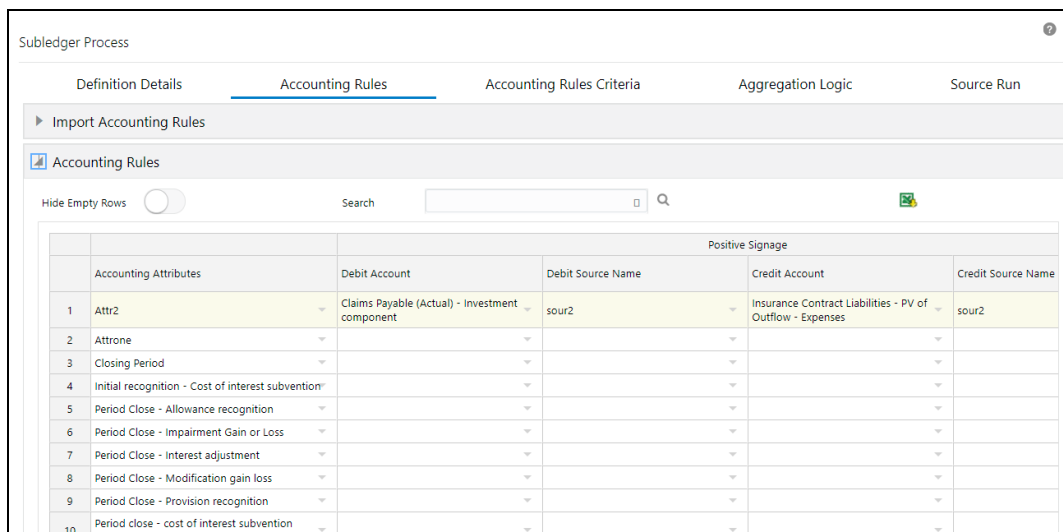 Subledger Process
Definition Details Accounting Rules Accounting Rules Criteria Aggregation Logic Source Run
Import Accounting Rules
Accounting Rules
Hide Empty Rows Search
Positive Signage
Accounting Attributes Debit Account Debit Source Name Credit Account Credit Source Name
1 Attr2 Claims Payable (Actual) - Investment component sour2 Insurance Contract Liabilities - PV of Outflow - Expenses sour2
2 Attrone
3 Closing Period
4 Initial recognition - Cost of interest subvention
5 Period Close - Allowance recognition
6 Period Close - Impairment Gain or Loss
7 Period Close - Interest adjustment
8 Period Close - Modification gain loss
9 Period Close - Provision recognition
10 Period close - cost of interest subvention